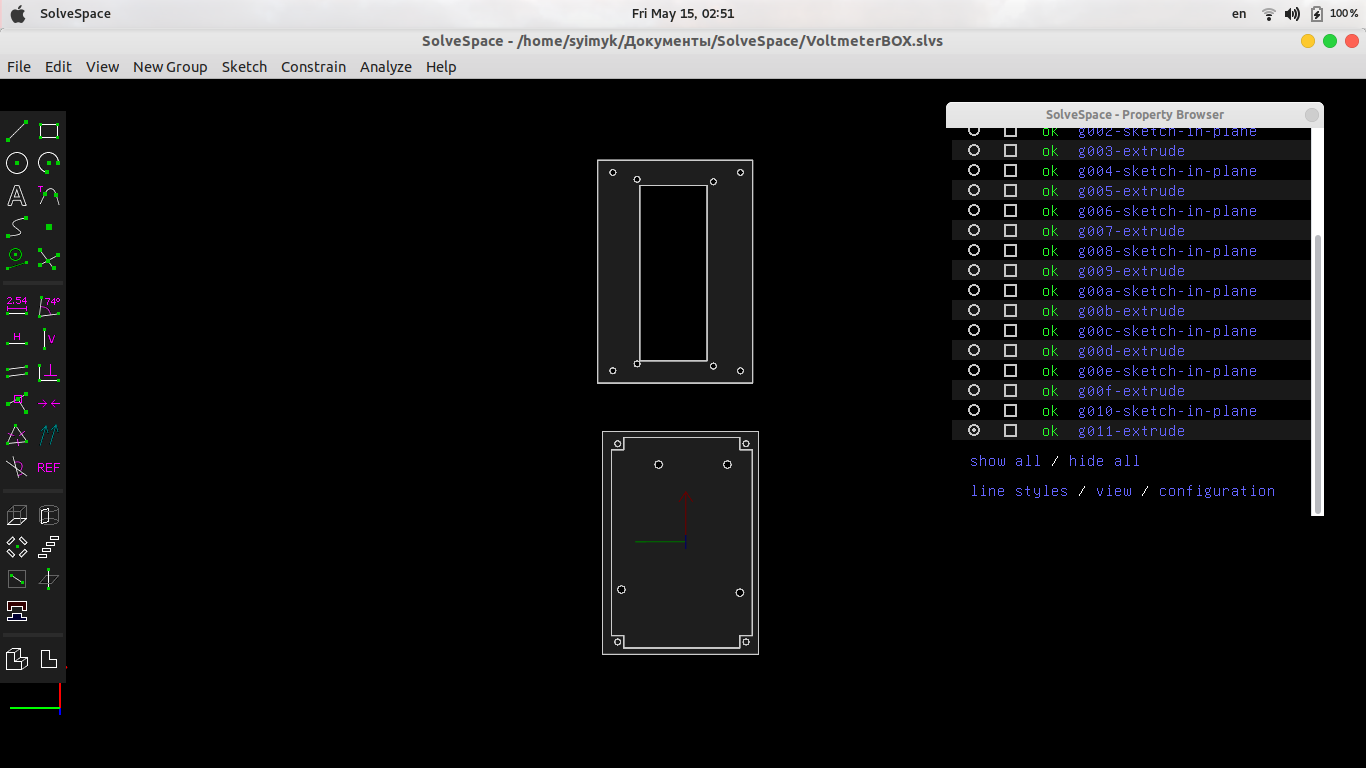 SolveSpace
Fri May 15, 02:51
en
100%
SolveSpace - /home/syimyk/Документы/SolveSpace/VoltmeterBOX.slvs
File Edit View New Group Sketch Constrain Analyze Help
SolveSpace - Property Browser
ok g002-sketch-in-plane
ok g003-extrude
ok g004-sketch-in-plane
ok g005-extrude
ok g006-sketch-in-plane
ok g007-extrude
ok g008-sketch-in-plane
ok g009-extrude
ok g00a-sketch-in-plane
ok g00b-extrude
ok g00c-sketch-in-plane
ok g00d-extrude
ok g00e-sketch-in-plane
ok g00f-extrude
ok g010-sketch-in-plane
ok g011-extrude
show all / hide all
line styles / view / configuration
A
T
2.54
74º
H
V
REF